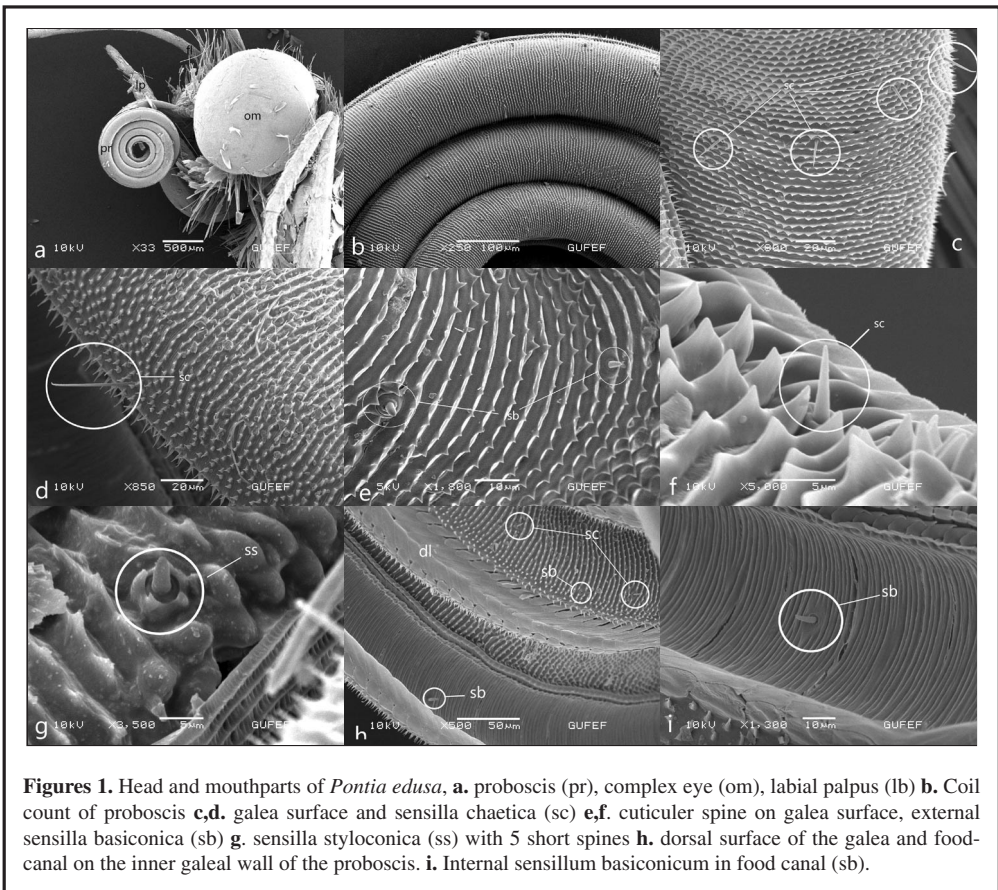 lp
om
pr
a 10kV X33 500μm GUFEF
b 10kV X250 100μm GUFEF
sc
10kV 20μm GUFEF c
sc
d 10kV X850 20μm GUFEF
sb
e 5kV 10μm GUFEF
sc
f 10kV X5,000 5μm GUFEF
ss
g 10kV X3,500 5μm GUFEF
dl
sc
sb
sb
h 10kV X500 50μm GUFEF
sb
i 10kV X1,300 10μm GUFEF
Figures 1. Head and mouthparts of Pontia edusa, a. proboscis (pr), complex eye (om), labial palpus (lb) b. Coil
count of proboscis c,d. galea surface and sensilla chaetica (sc) e,f. cuticuler spine on galea surface, external
sensilla basiconica (sb) g. sensilla styloconica (ss) with 5 short spines h. dorsal surface of the galea and food-
canal on the inner galeal wall of the proboscis. i. Internal sensillum basiconicum in food canal (sb).